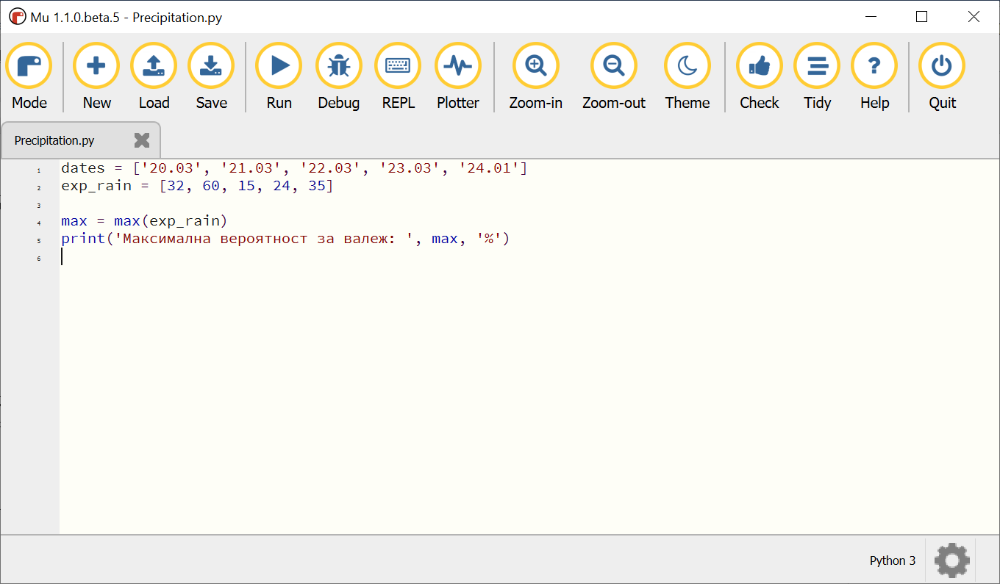 Mu 1.1.0.beta.5 - Precipitation.py
Mode New Load Save Run Debug REPL Plotter Zoom-in Zoom-out Theme Check Tidy Help Quit
Precipitation.py
1 dates = ['20.03', '21.03', '22.03', '23.03', '24.01']
2 exp_rain = [32, 60, 15, 24, 35]
3
4 max = max(exp_rain)
5 print('Максимална вероятност за валеж: ', max, '%')
6
Python 3